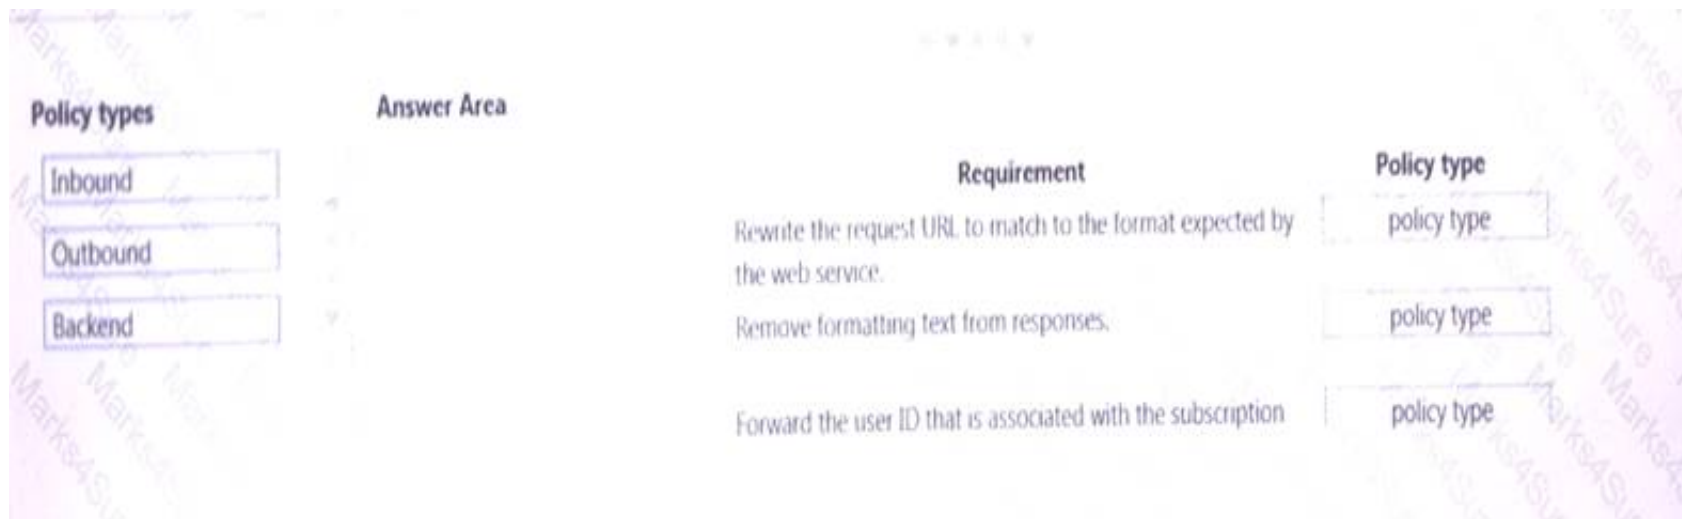 Policy types
Answer Area
Inbound
Outbound
Backend
Requirement
Policy type
Rewrite the request URL to match to the format expected by
the web service.
policy type
Remove formatting text from responses.
policy type
Forward the user ID that is associated with the subscription
policy type
Marks4Sure